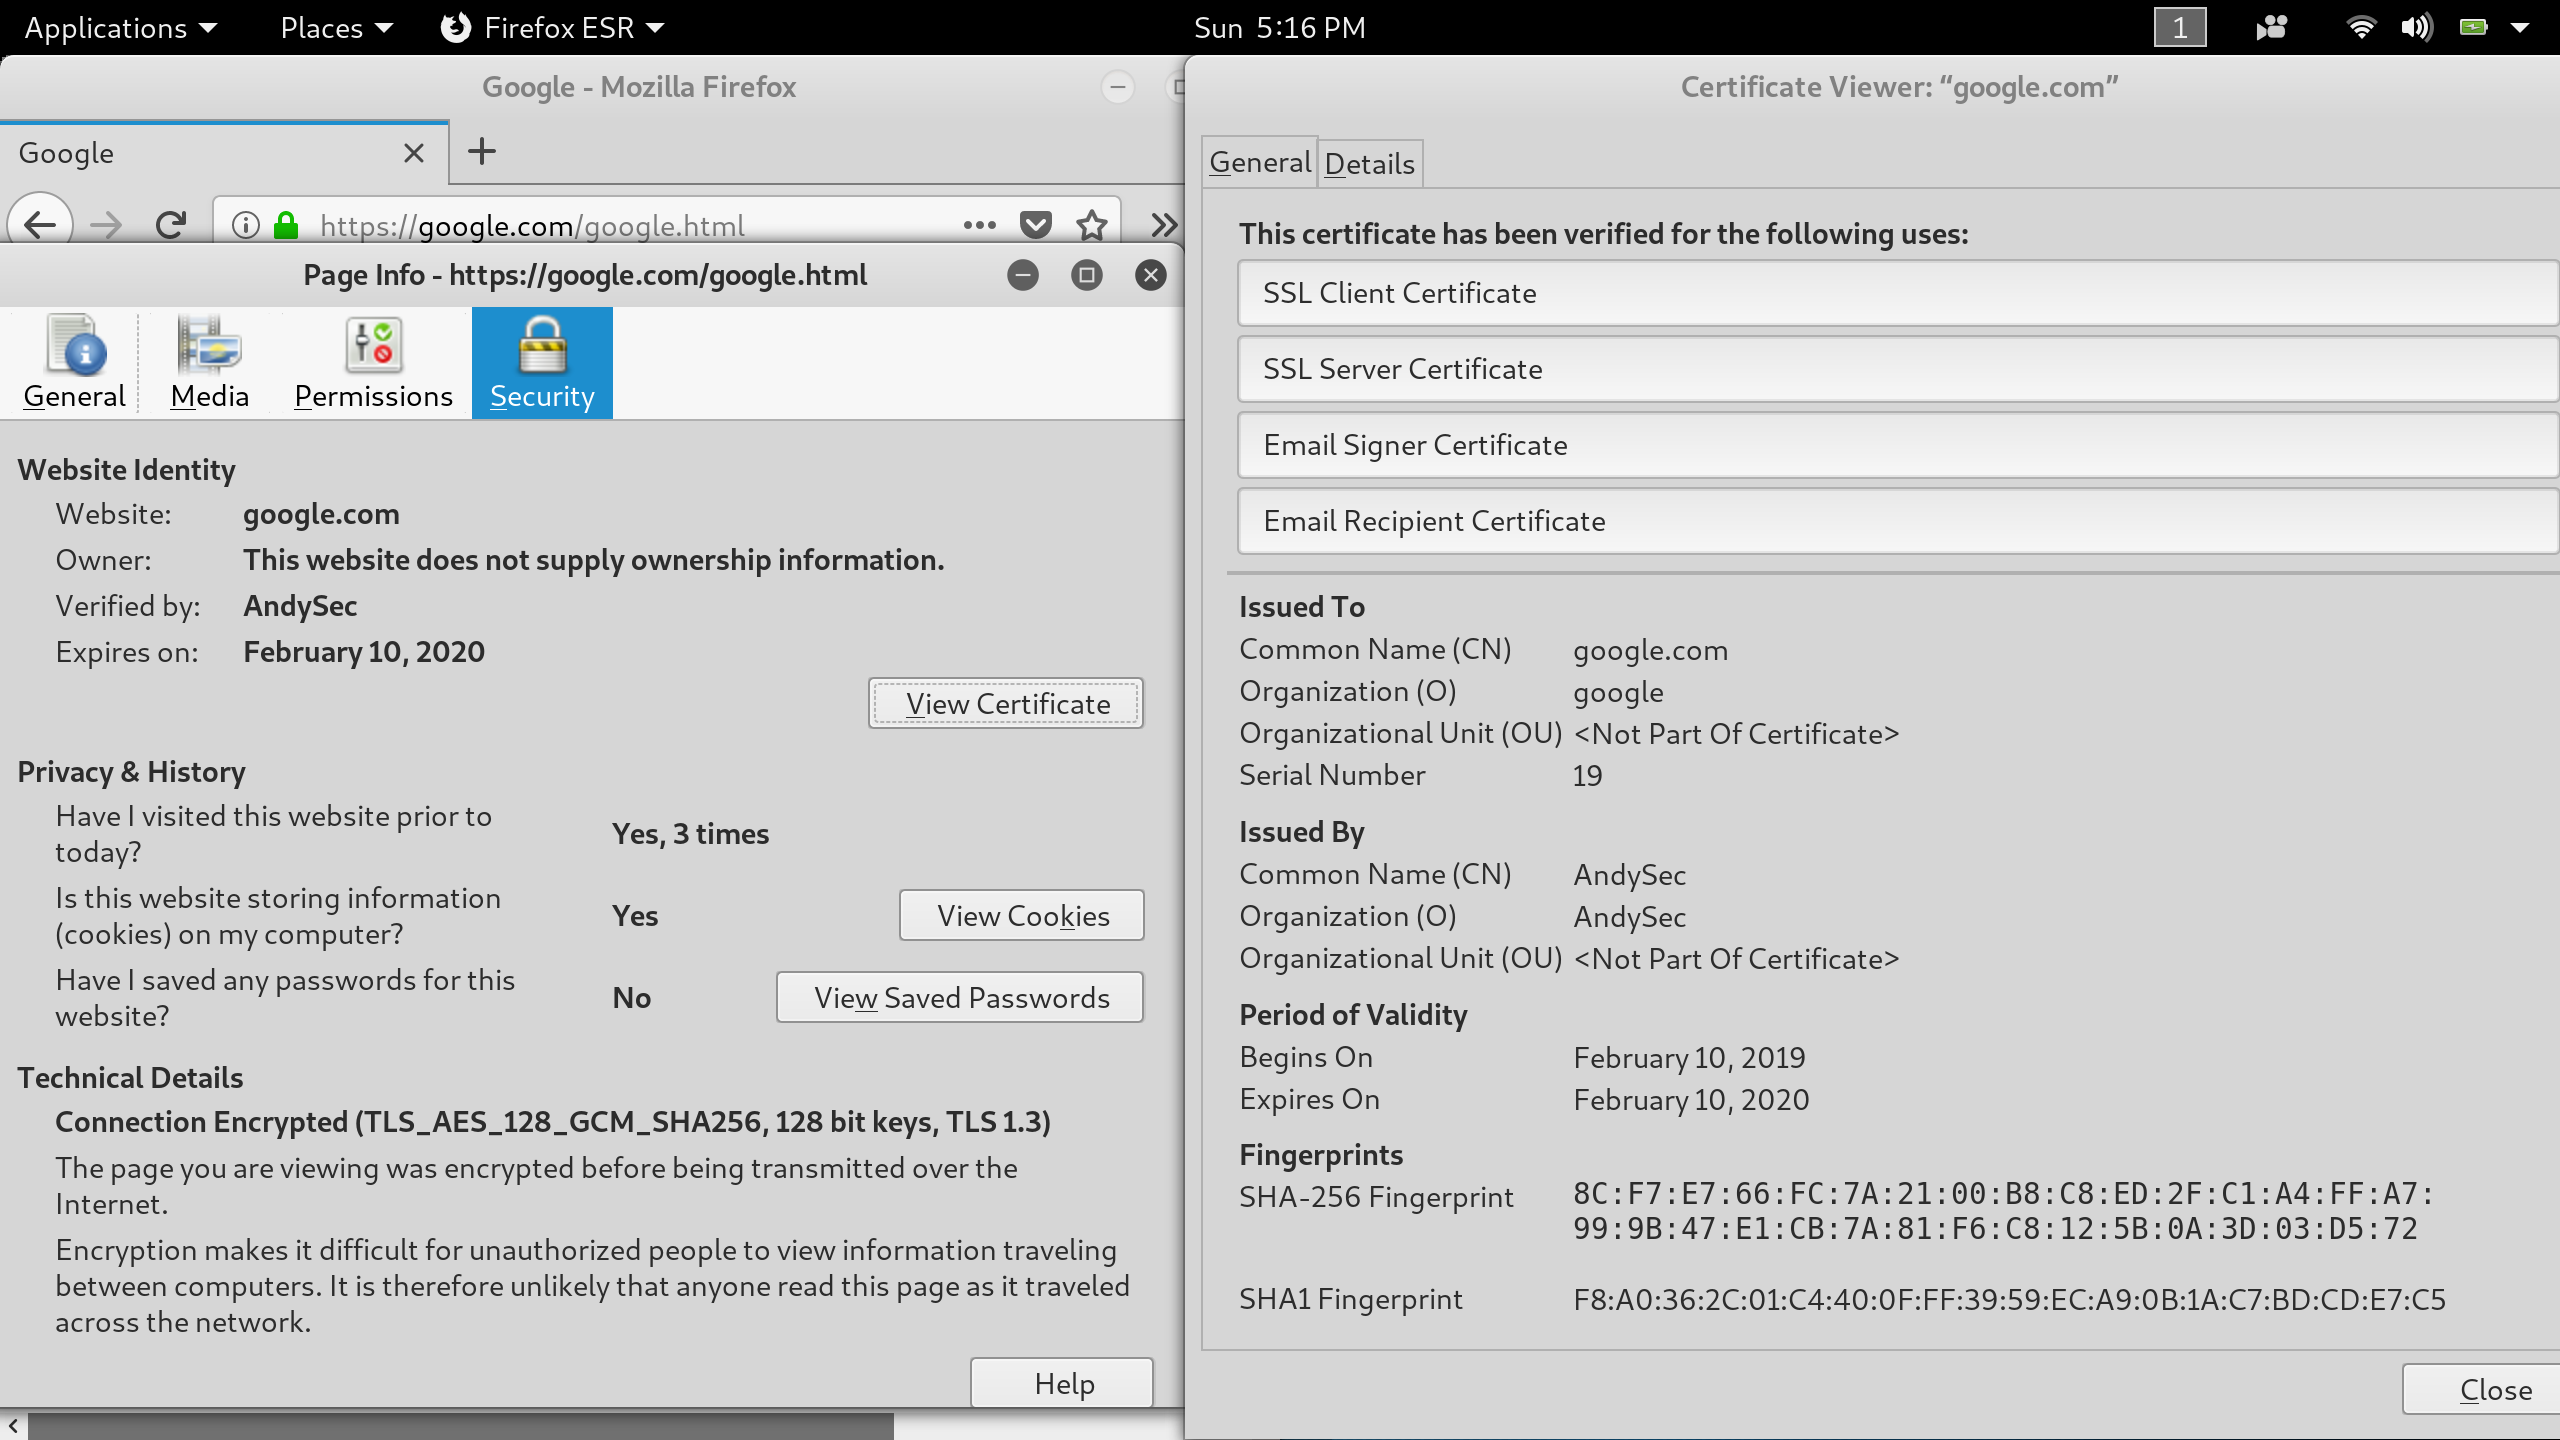 Applications
Places
Firefox ESR
Sun 5:16 PM
1
Google - Mozilla Firefox
Google
https://google.com/google.html
Page Info - https://google.com/google.html
General
Media
Permissions
Security
Website Identity
Website: google.com
Owner: This website does not supply ownership information.
Verified by: AndySec
Expires on: February 10, 2020
View Certificate
Privacy & History
Have I visited this website prior to
today?
Yes, 3 times
Is this website storing information
(cookies) on my computer?
Yes
View Cookies
Have I saved any passwords for this
website?
No
View Saved Passwords
Technical Details
Connection Encrypted (TLS_AES_128_GCM_SHA256, 128 bit keys, TLS 1.3)
The page you are viewing was encrypted before being transmitted over the
Internet.
Encryption makes it difficult for unauthorized people to view information traveling
between computers. It is therefore unlikely that anyone read this page as it traveled
across the network.
Help
Certificate Viewer: “google.com”
General
Details
This certificate has been verified for the following uses:
SSL Client Certificate
SSL Server Certificate
Email Signer Certificate
Email Recipient Certificate
Issued To
Common Name (CN) google.com
Organization (O) google
Organizational Unit (OU) <Not Part Of Certificate>
Serial Number 19
Issued By
Common Name (CN) AndySec
Organization (O) AndySec
Organizational Unit (OU) <Not Part Of Certificate>
Period of Validity
Begins On February 10, 2019
Expires On February 10, 2020
Fingerprints
SHA-256 Fingerprint 8C:F7:E7:66:FC:7A:21:00:B8:C8:ED:2F:C1:A4:FF:A7:
99:9B:47:E1:CB:7A:81:F6:C8:12:5B:0A:3D:03:D5:72
SHA1 Fingerprint F8:A0:36:2C:01:C4:40:0F:FF:39:59:EC:A9:0B:1A:C7:BD:CD:E7:C5
Close